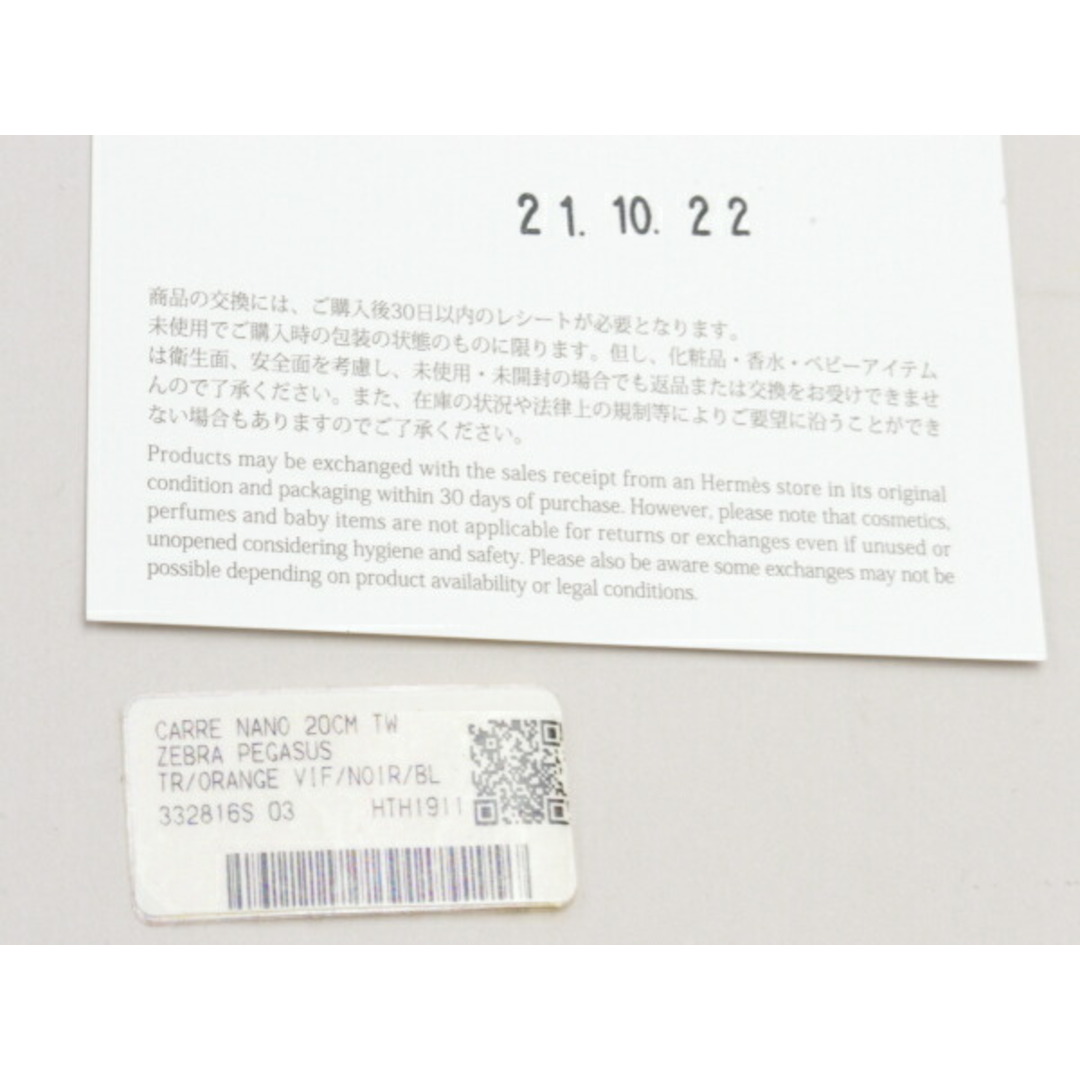 21. 10. 22
商品の交換には、ご購入後30日以内のレシートが必要となります。
未使用でご購入時の包装の状態のものに限ります。但し、化粧品・香水・ベビーアイテム
は衛生面、安全面を考慮し、未使用・未開封の場合でも返品または交換をお受けできませ
んので了承ください。また、在庫の状況や法律上の規制等によりご要望に沿うことができ
ない場合もありますのでご了承ください。
Products may be exchanged with the sales receipt from an Hermès store in its original
condition and packaging within 30 days of purchase. However, please note that cosmetics,
perfumes and baby items are not applicable for returns or exchanges even if unused or
unopened considering hygiene and safety. Please also be aware some exchanges may not be
possible depending on product availability or legal conditions.
CARRE NANO 20CM TW
ZEBRA PEGASUS
TR/ORANGE VIF/NOIR/BL
332816S 03 HTH1911